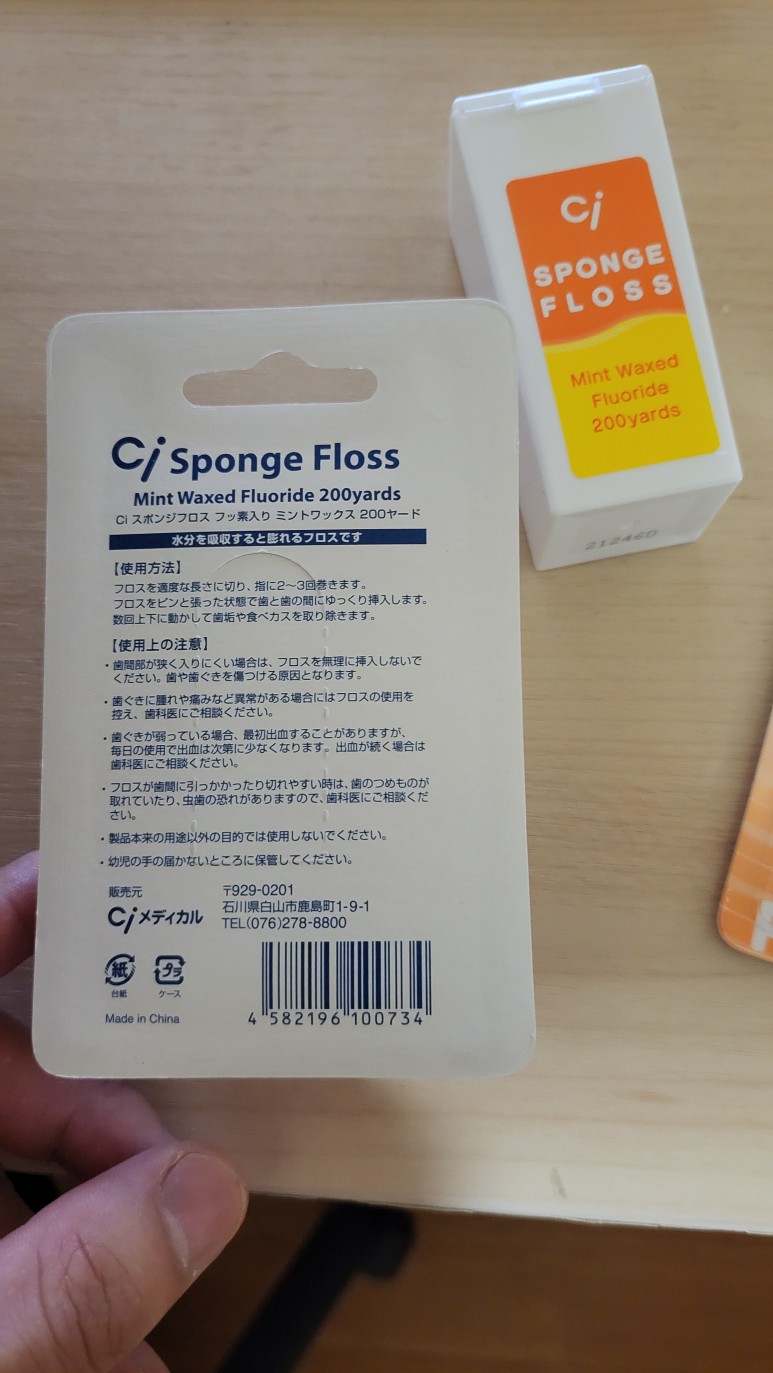 Ci
SPONGE
FLOSS
Mint Waxed
Fluoride
200yards
212460
Ci Sponge Floss
Mint Waxed Fluoride 200yards
Ci スポンジフロス フッ素入り ミントワックス 200ヤード
水分を吸収すると膨れるフロスです
【使用方法】
フロスを適度な長さに切り、指に2〜3回巻きます。
フロスをピンと張った状態で歯と歯の間にゆっくり挿入します。
数回上下に動かして歯垢や食べカスを取り除きます。
【使用上の注意】
・歯間部が狭く入りにくい場合は、フロスを無理に挿入しないで
ください。歯や歯ぐきを傷つける原因となります。
・歯ぐきに腫れや痛みなど異常がある場合にはフロスの使用を
控え、歯科医にご相談ください。
・歯ぐきが弱っている場合、最初出血することがありますが、
毎日の使用で出血は次第に少なくなります。出血が続く場合は
歯科医にご相談ください。
・フロスが歯間に引っかかったり切れやすい時は、歯のつめものが
取れていたり、虫歯の恐れがありますので、歯科医にご相談くだ
さい。
・製品本来の用途以外の目的では使用しないでください。
・幼児の手の届かないところに保管してください。
販売元
Ciメディカル
〒929-0201
石川県白山市鹿島町1-9-1
TEL(076)278-8800
紙
台紙
プラ
ケース
Made in China
4 582196 100734